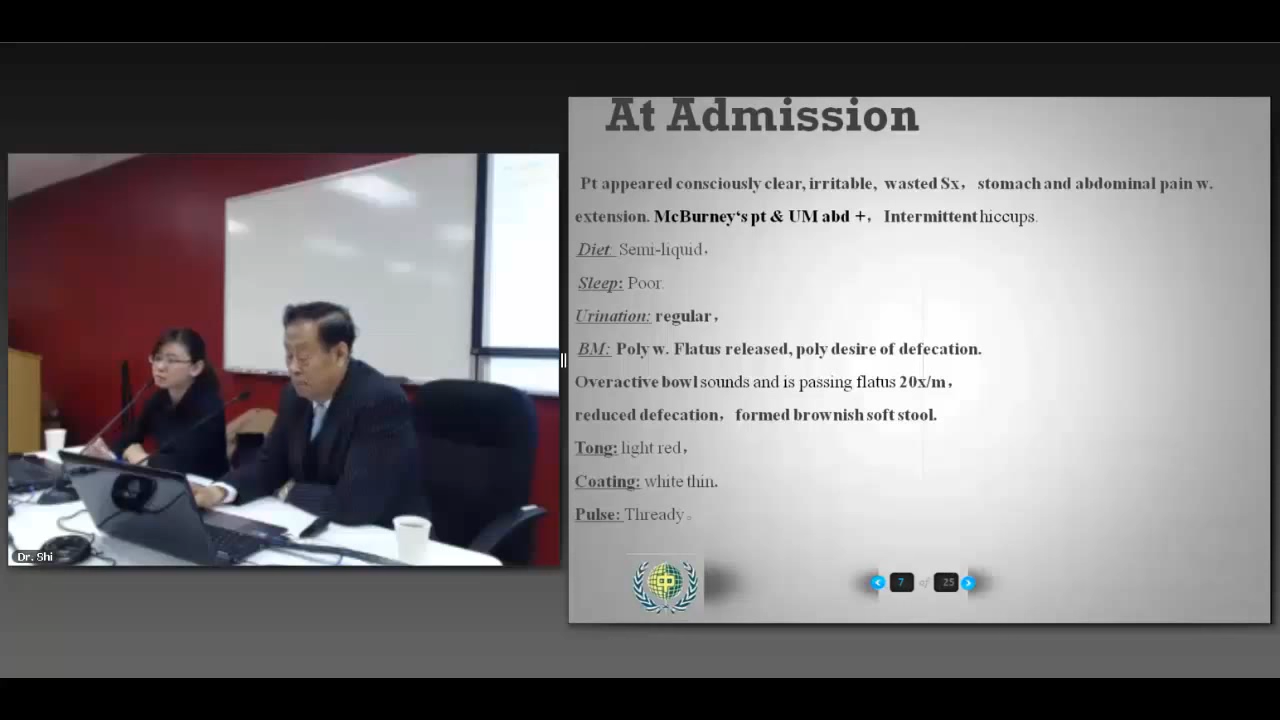 At Admission
Pt appeared consciously clear, irritable, wasted Sx，stomach and abdominal pain w.
extension. McBurney‘s pt & UM abd +，Intermittent hiccups.
Diet: Semi-liquid，
Sleep: Poor.
Urination: regular，
BM: Poly w. Flatus released, poly desire of defecation.
Overactive bowl sounds and is passing flatus 20x/m，
reduced defecation，formed brownish soft stool.
Tong: light red，
Coating: white thin.
Pulse: Thready。
Dr. Shi
7 of 25